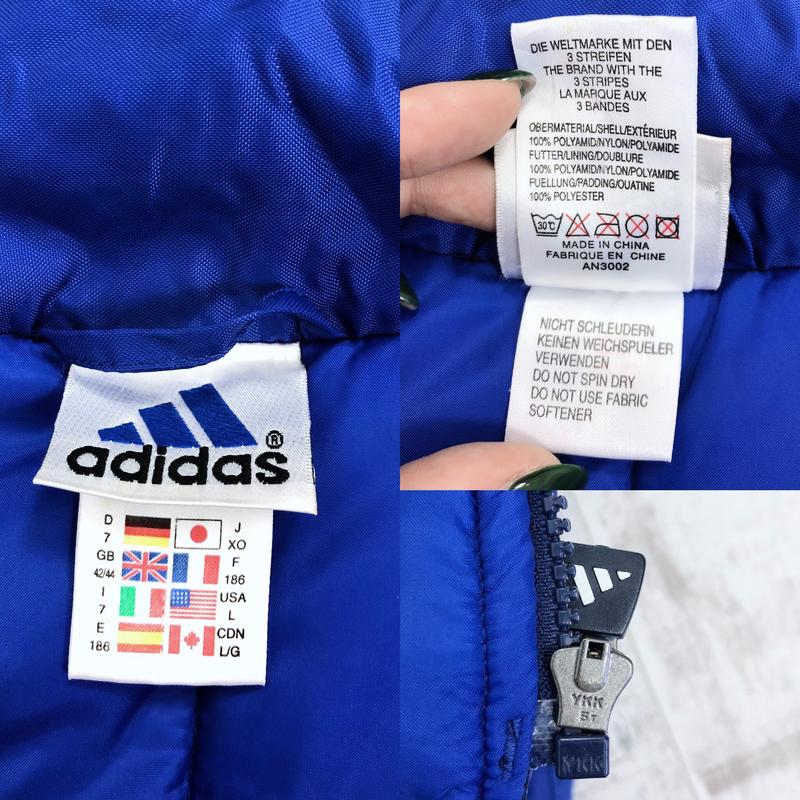 adidas®
D
7
GB
42/44
I
7
E
186
J
XO
F
186
USA
L
CDN
L/G
DIE WELTMARKE MIT DEN
3 STREIFEN
THE BRAND WITH THE
3 STRIPES
LA MARQUE AUX
3 BANDES
OBERMATERIAL/SHELL/EXTÉRIEUR
100% POLYAMID/NYLON/POLYAMIDE
FUTTER/LINING/DOUBLURE
100% POLYAMID/NYLON/POLYAMIDE
FUELLUNG/PADDING/OUATINE
100% POLYESTER
30°C
MADE IN CHINA
FABRIQUE EN CHINE
AN3002
NICHT SCHLEUDERN
KEINEN WEICHSPUELER
VERWENDEN
DO NOT SPIN DRY
DO NOT USE FABRIC
SOFTENER
YKK
5T
YKK